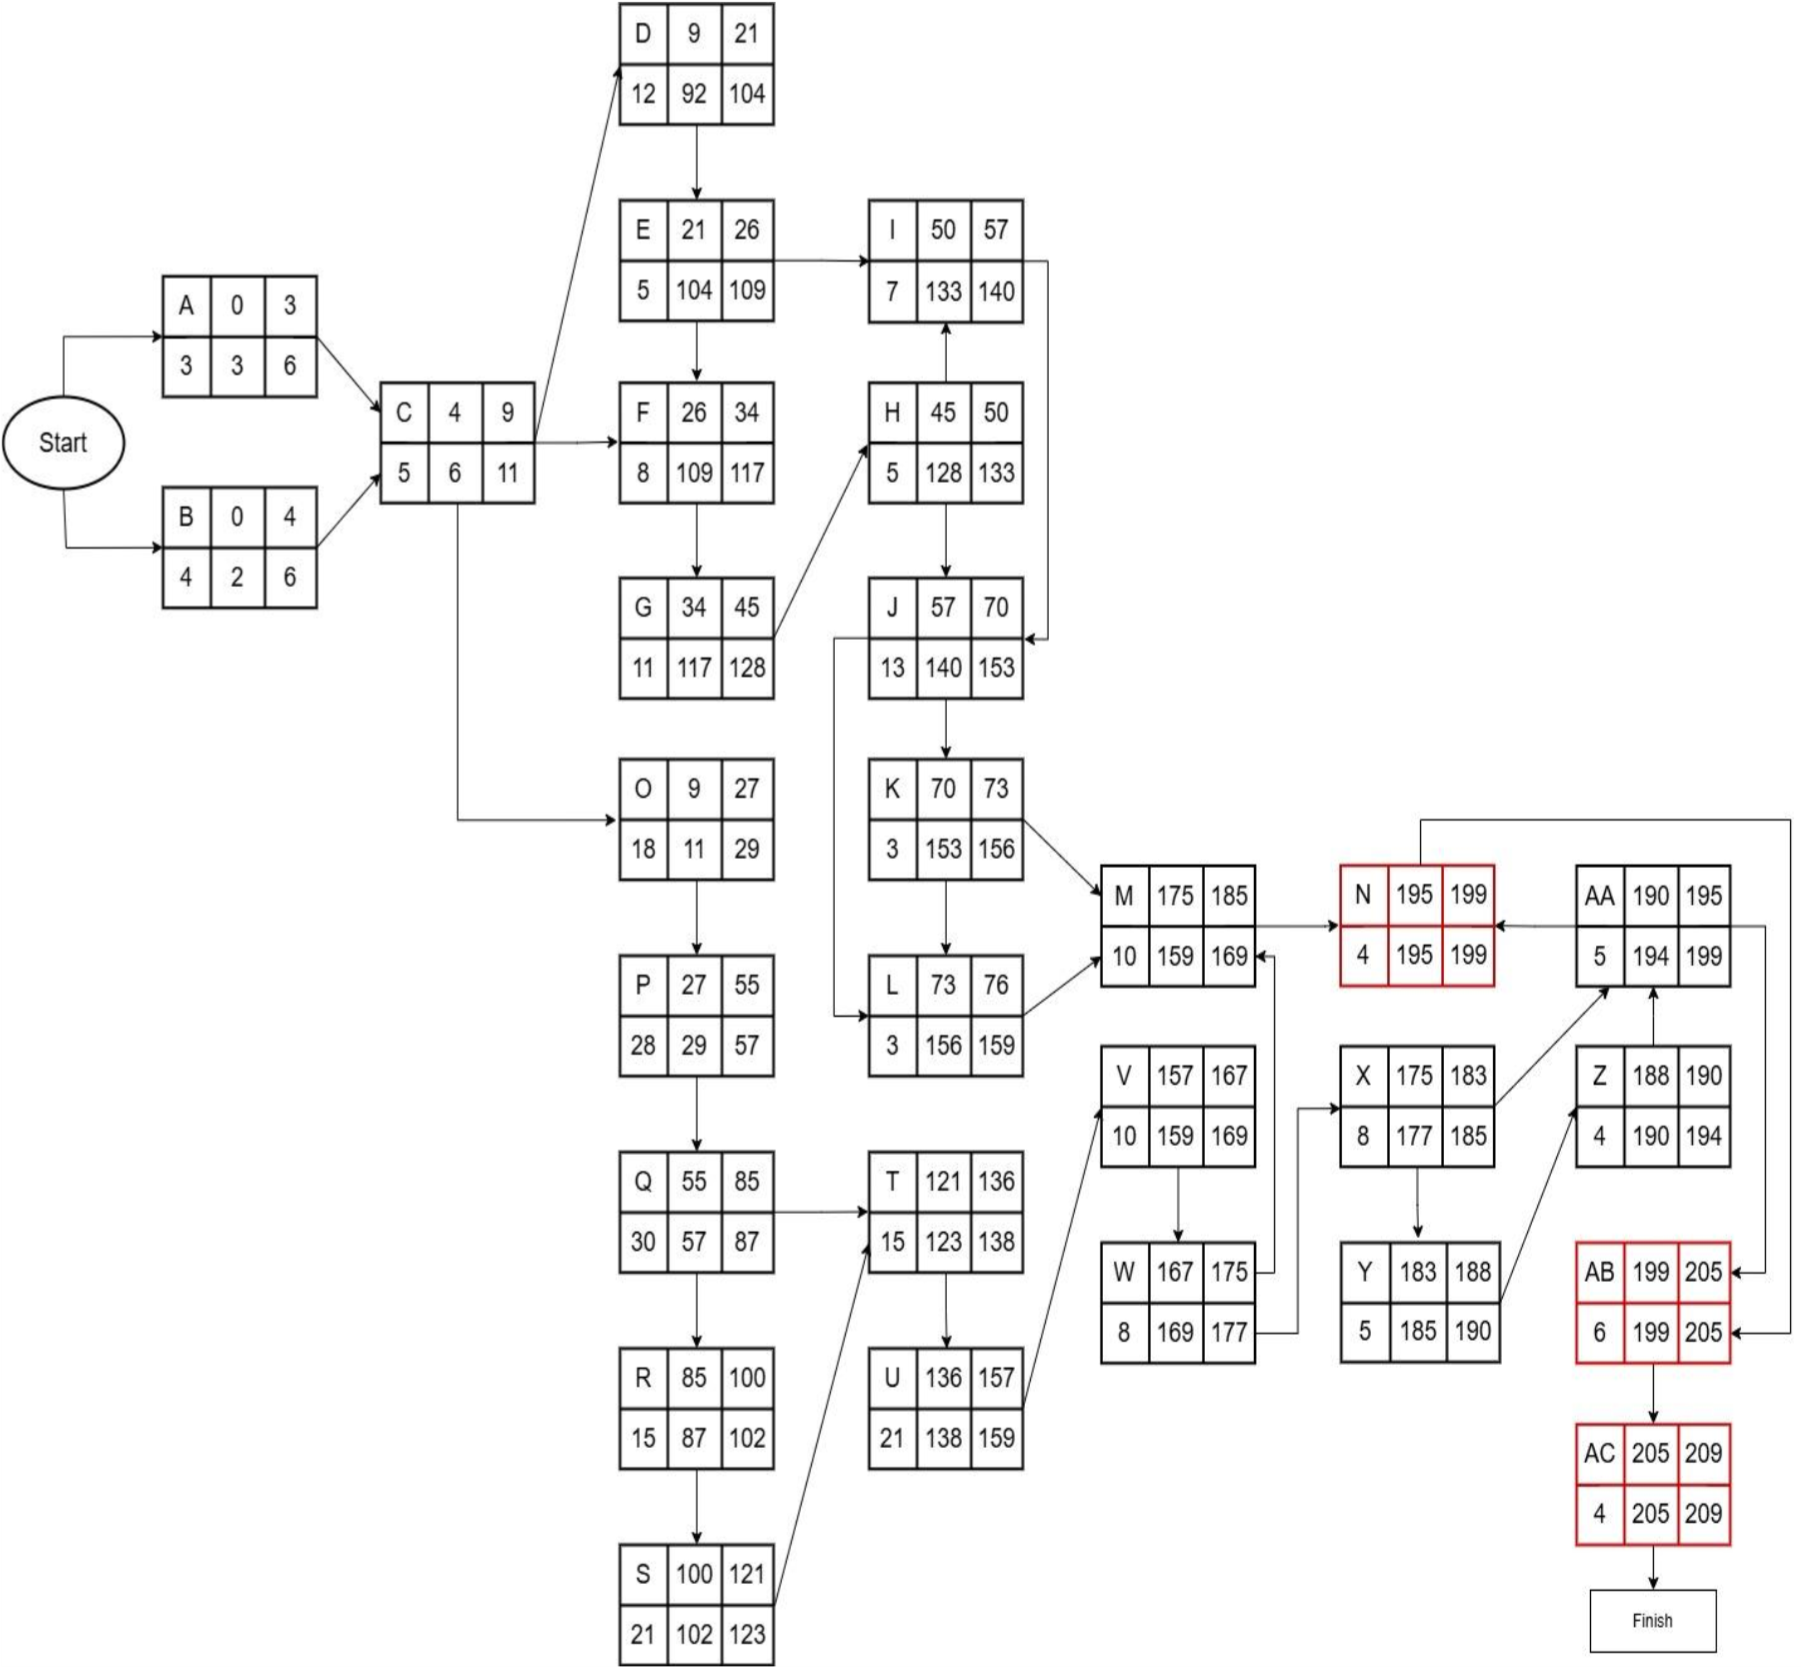 Start
A 0 3
3 3 6
B 0 4
4 2 6
C 4 9
5 6 11
D 9 21
12 92 104
E 21 26
5 104 109
F 26 34
8 109 117
G 34 45
11 117 128
O 9 27
18 11 29
P 27 55
28 29 57
Q 55 85
30 57 87
R 85 100
15 87 102
S 100 121
21 102 123
I 50 57
7 133 140
H 45 50
5 128 133
J 57 70
13 140 153
K 70 73
3 153 156
L 73 76
3 156 159
T 121 136
15 123 138
U 136 157
21 138 159
M 175 185
10 159 169
V 157 167
10 159 169
W 167 175
8 169 177
N 195 199
4 195 199
X 175 183
8 177 185
Y 183 188
5 185 190
AA 190 195
5 194 199
Z 188 190
4 190 194
AB 199 205
6 199 205
AC 205 209
4 205 209
Finish